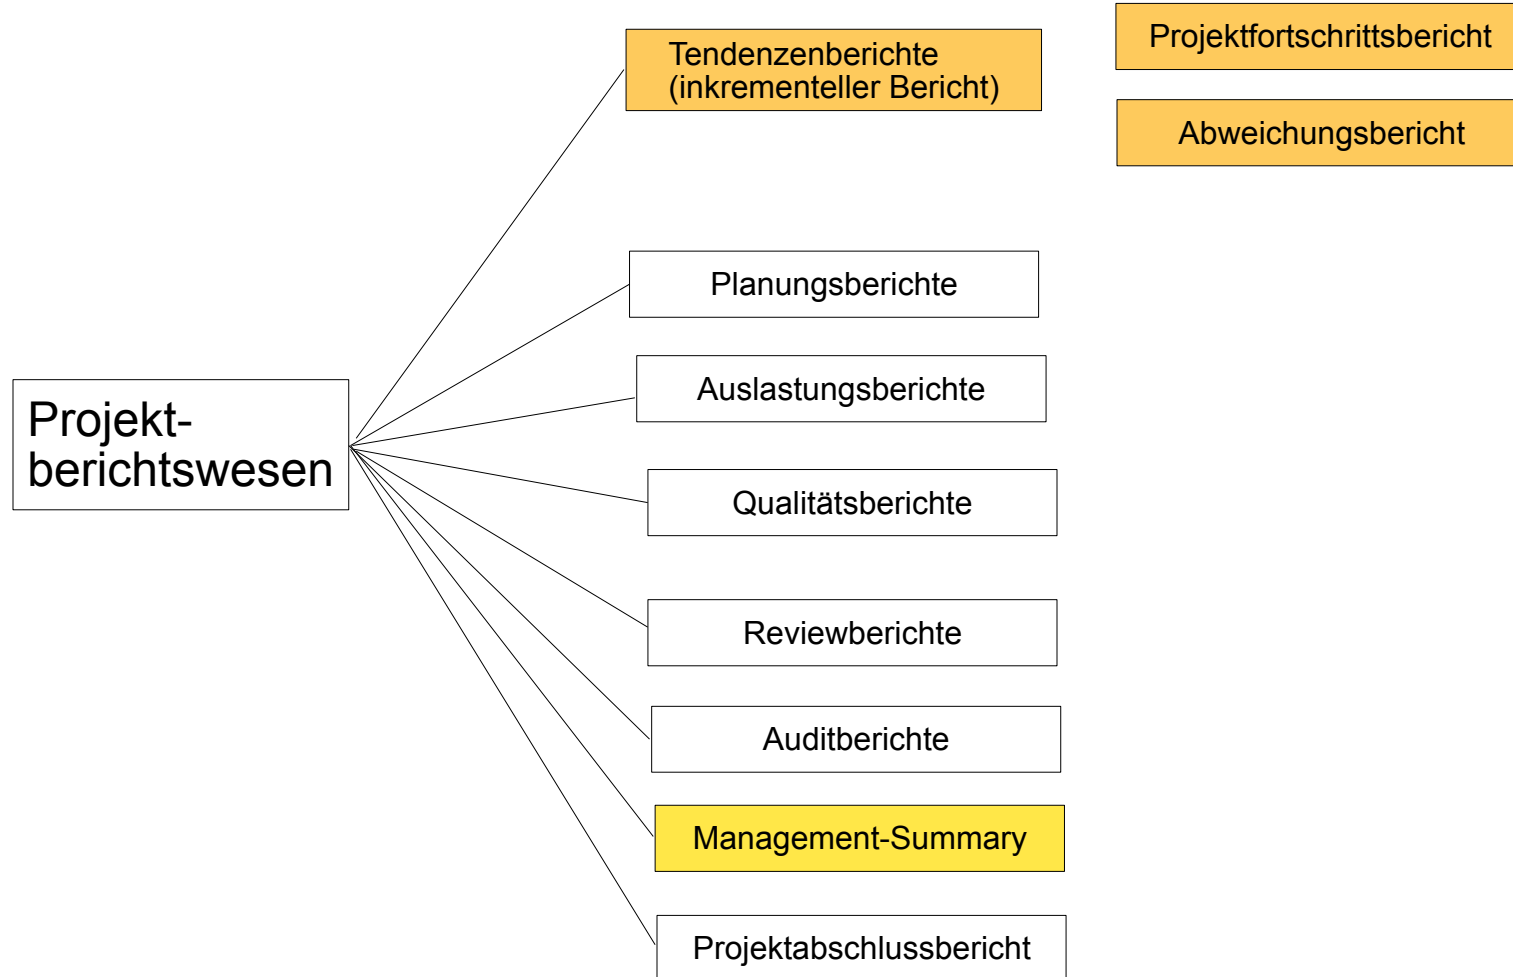 Tendenzenberichte
(inkrementeller Bericht)
Projektfortschrittsbericht
Abweichungsbericht
Planungsberichte
Auslastungsberichte
Projekt-
berichtswesen
Qualitätsberichte
Reviewberichte
Auditberichte
Management-Summary
Projektabschlussbericht